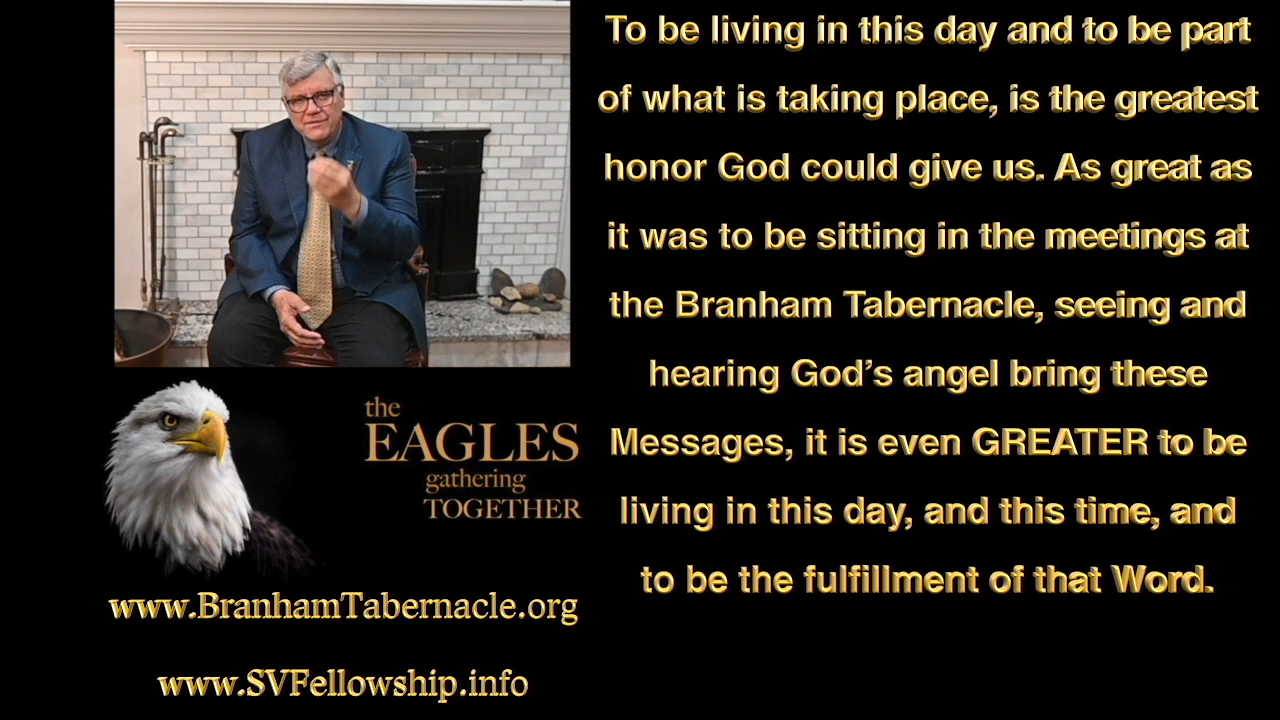 To be living in this day and to be part
of what is taking place, is the greatest
honor God could give us. As great as
it was to be sitting in the meetings at
the Branham Tabernacle, seeing and
hearing God’s angel bring these
Messages, it is even GREATER to be
living in this day, and this time, and
to be the fulfillment of that Word.
the
EAGLES
gathering
TOGETHER
www.BranhamTabernacle.org
www.SVFellowship.info